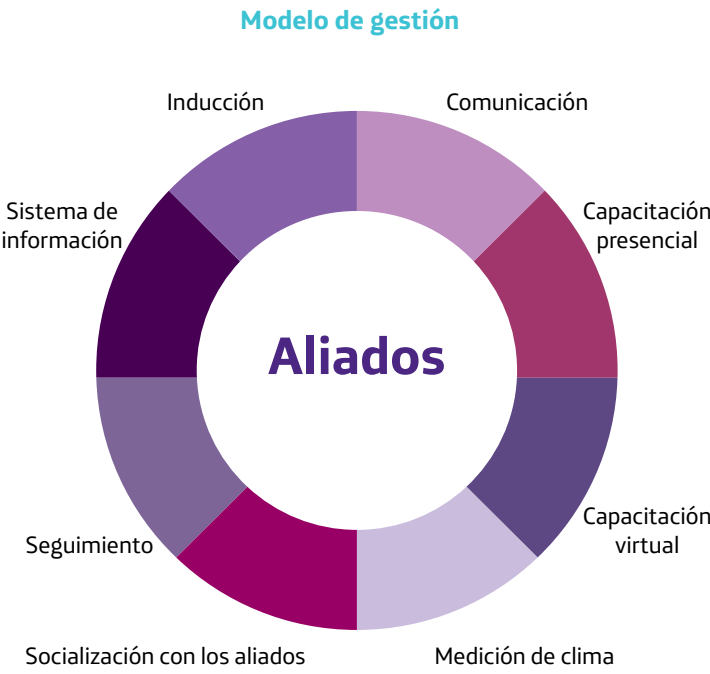 Modelo de gestión
Inducción
Comunicación
Sistema de
información
Capacitación
presencial
Aliados
Seguimiento
Capacitación
virtual
Socialización con los aliados
Medición de clima